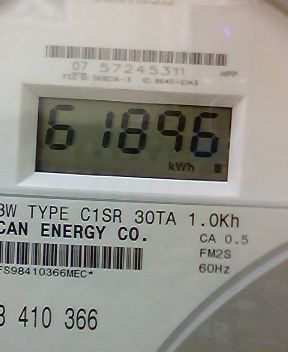 07 57245311
HPP
61896
kWh
3W TYPE C1SR 30TA 1.0Kh
CAN ENERGY CO.
CA 0.5
FM2S
60Hz
FS98410366MEC*
3 410 366